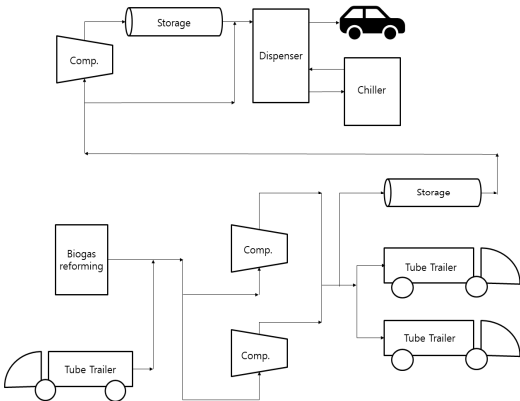 Storage
Comp.
Dispenser
Chiller
Storage
Biogas
reforming
Comp.
Tube Trailer
Tube Trailer
Comp.
Tube Trailer